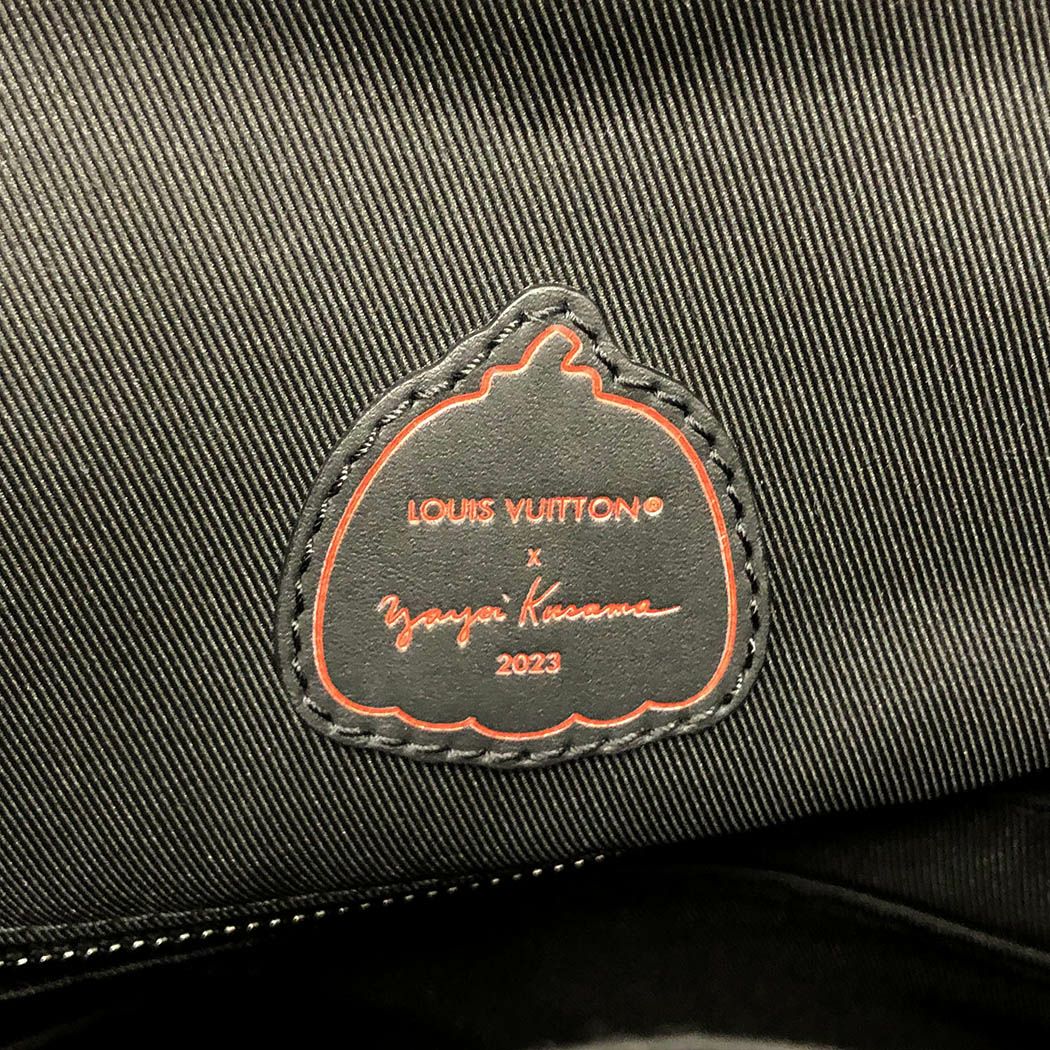 LOUIS VUITTON®
x
Yayoi Kusama
2023